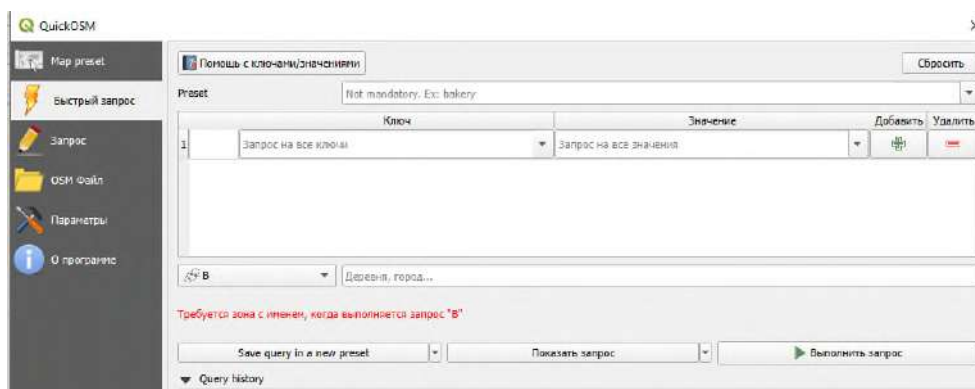 QuickOSM
Map preset
Быстрый запрос
Запрос
OSM Файл
Параметры
О программе
Помощь с ключами/значениями
Сбросить
Preset
Not mandatory. Ex: bakery
Ключ Значение Добавить Удалить
1 Запрос на все ключи Запрос на все значения
В Деревня, город...
Требуется зона с именем, когда выполняется запрос "В"
Save query in a new preset Показать запрос Выполнить запрос
Query history